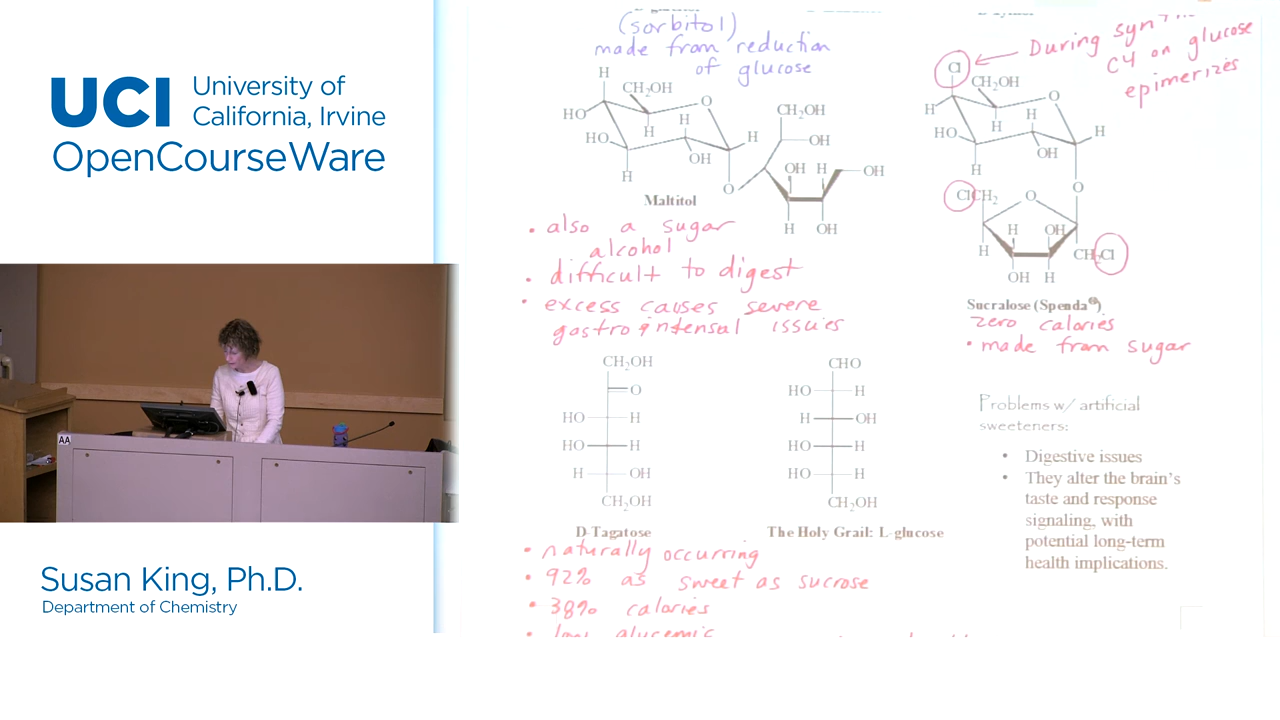 UCI University of
California, Irvine
OpenCourseWare
AA
Susan King, Ph.D.
Department of Chemistry
(sorbitol)
made from reduction
of glucose
H
CH₂OH
HO
O
H
H
HO
H
OH
H
O
CH₂OH
OH
OH H
OH
H OH
Maltitol
• also a sugar
alcohol
• difficult to digest
• excess causes severe
gastrointensal issues
Cl
During
C4 on glucose
epimerizes
CH₂OH
O
H
H
H
HO
H
OH
H
O
ClCH₂
O
H
OH
H
CH₂Cl
OH H
Sucralose (Spenda®)
zero calories
• made from sugar
CH₂OH
O
HO H
HO H
H OH
CH₂OH
D-Tagatose
• naturally occurring
• 92% as sweet as sucrose
• 38% calories
• low glucemic
CHO
HO H
H OH
HO H
HO H
CH₂OH
The Holy Grail: L-glucose
Problems w/ artificial
sweeteners:
• Digestive issues
• They alter the brain's
taste and response
signaling, with
potential long-term
health implications.